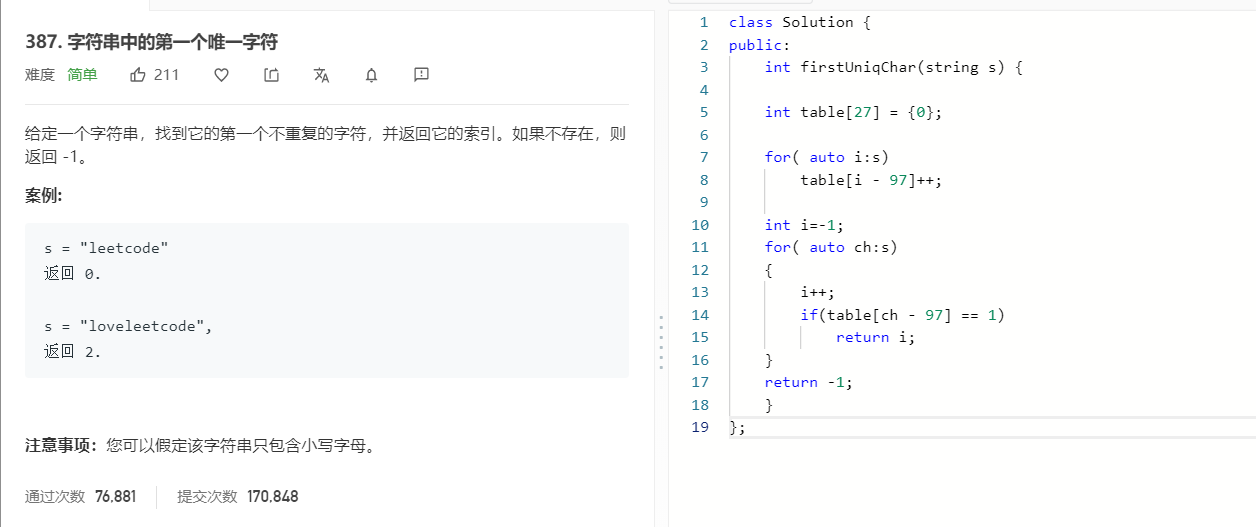 387. 字符串中的第一个唯一字符
难度 简单 211
给定一个字符串，找到它的第一个不重复的字符，并返回它的索引。如果不存在，则
返回 -1。
案例:
s = "leetcode"
返回 0.
s = "loveleetcode",
返回 2.
注意事项：您可以假定该字符串只包含小写字母。
通过次数 76,881 提交次数 170,848
1 class Solution {
2 public:
3 int firstUniqChar(string s) {
4
5 int table[27] = {0};
6
7 for( auto i:s)
8 table[i - 97]++;
9
10 int i=-1;
11 for( auto ch:s)
12 {
13 i++;
14 if(table[ch - 97] == 1)
15 return i;
16 }
17 return -1;
18 }
19 };